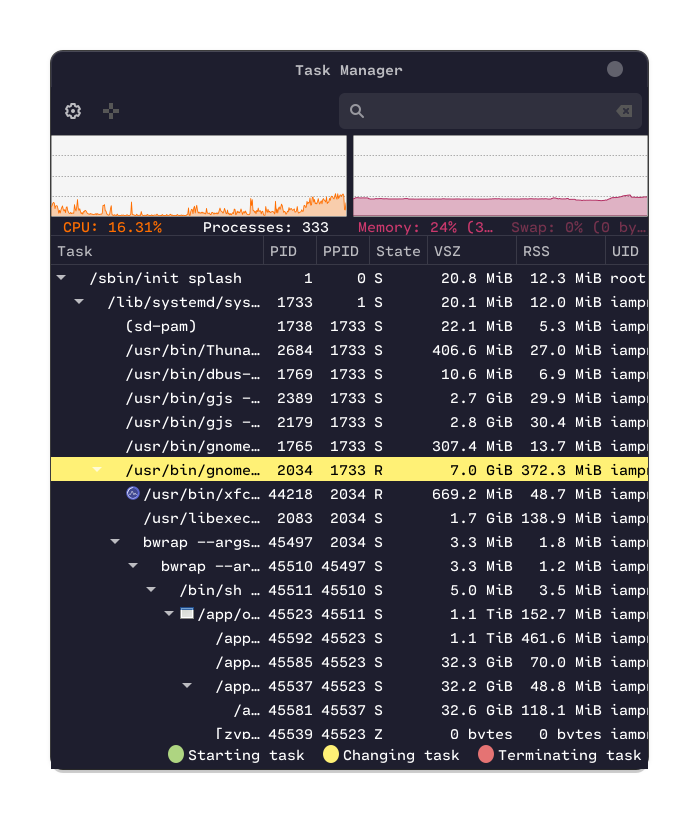 Task Manager
CPU: 16.31% Processes: 333 Memory: 24% (3… Swap: 0% (0 by…
Task PID PPID State VSZ RSS UID
/sbin/init splash 1 0 S 20.8 MiB 12.3 MiB root
/lib/systemd/sys… 1733 1 S 20.1 MiB 12.0 MiB iamp
(sd-pam) 1738 1733 S 22.1 MiB 5.3 MiB iamp
/usr/bin/Thuna… 2684 1733 S 406.6 MiB 27.0 MiB iamp
/usr/bin/dbus-… 1769 1733 S 10.6 MiB 6.9 MiB iamp
/usr/bin/gjs -… 2389 1733 S 2.7 GiB 29.9 MiB iamp
/usr/bin/gjs -… 2179 1733 S 2.8 GiB 30.4 MiB iamp
/usr/bin/gnome… 1765 1733 S 307.4 MiB 13.7 MiB iamp
/usr/bin/gnome… 2034 1733 R 7.0 GiB 372.3 MiB iamp
/usr/bin/xfc… 44218 2034 R 669.2 MiB 48.7 MiB iamp
/usr/libexec… 2083 2034 S 1.7 GiB 138.9 MiB iamp
bwrap --args… 45497 2034 S 3.3 MiB 1.8 MiB iamp
bwrap --ar… 45510 45497 S 3.3 MiB 1.2 MiB iamp
/bin/sh … 45511 45510 S 5.0 MiB 3.5 MiB iamp
/app/o… 45523 45511 S 1.1 TiB 152.7 MiB iamp
/app… 45592 45523 S 1.1 TiB 461.6 MiB iamp
/app… 45585 45523 S 32.3 GiB 70.0 MiB iamp
/app… 45537 45523 S 32.2 GiB 48.8 MiB iamp
/a… 45581 45537 S 32.6 GiB 118.1 MiB iamp
[zyp… 45539 45523 Z 0 bytes 0 bytes iamp
Starting task Changing task Terminating task